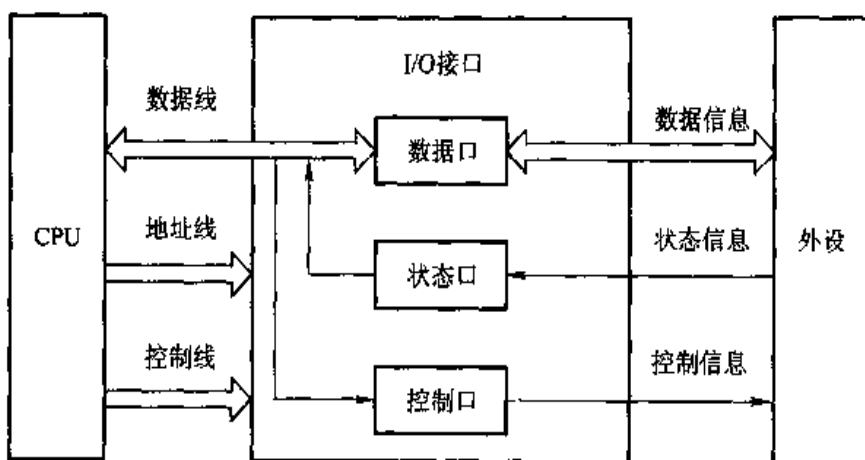 I/O接口
数据线
数据信息
数据口
CPU
地址线
状态信息
外设
状态口
控制线
控制信息
控制口